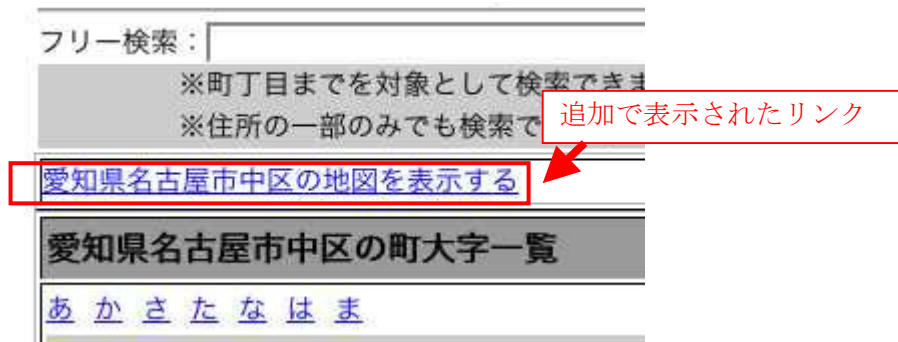 フリー検索：
※町丁目までを対象として検索できま
※住所の一部のみでも検索で
追加で表示されたリンク
愛知県名古屋市中区の地図を表示する
愛知県名古屋市中区の町大字一覧
あ か さ た な は ま